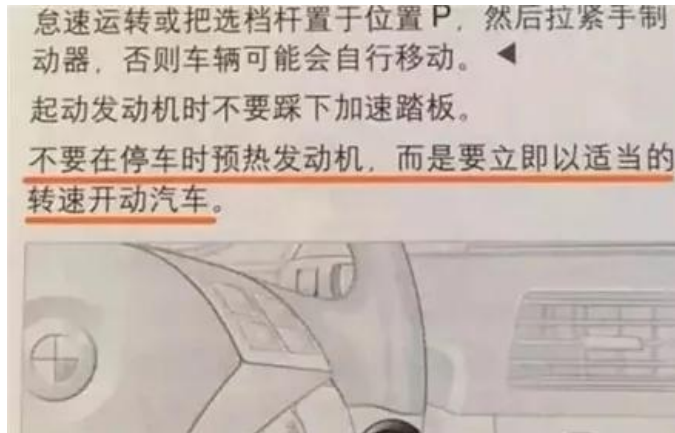 怠速运转或把选档杆置于位置 P，然后拉紧手制
动器，否则车辆可能会自行移动。◀
起动发动机时不要踩下加速踏板。
不要在停车时预热发动机，而是要立即以适当的
转速开动汽车。